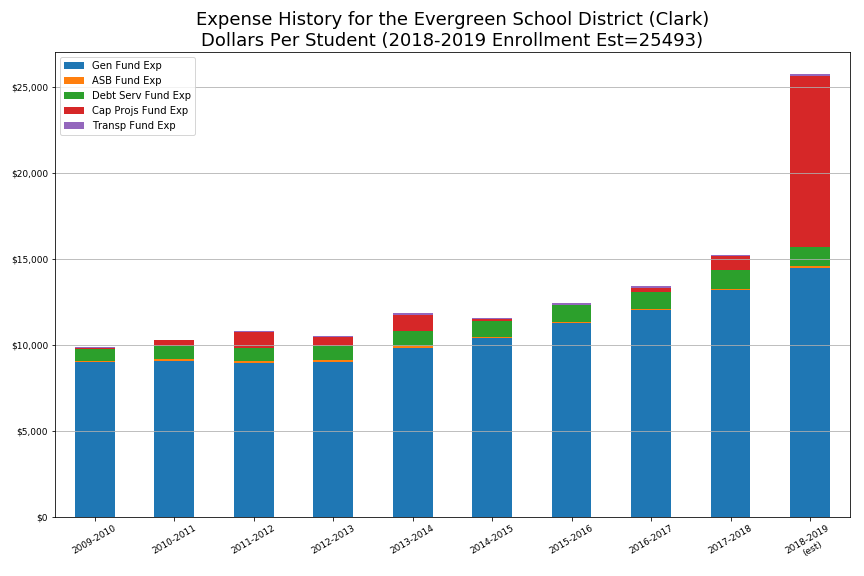 Expense History for the Evergreen School District (Clark)
Dollars Per Student (2018-2019 Enrollment Est=25493)
Gen Fund Exp
ASB Fund Exp
Debt Serv Fund Exp
Cap Projs Fund Exp
Transp Fund Exp
$25,000
$20,000
$15,000
$10,000
$5,000
$0
2009-2010
2010-2011
2011-2012
2012-2013
2013-2014
2014-2015
2015-2016
2016-2017
2017-2018
2018-2019
(est)